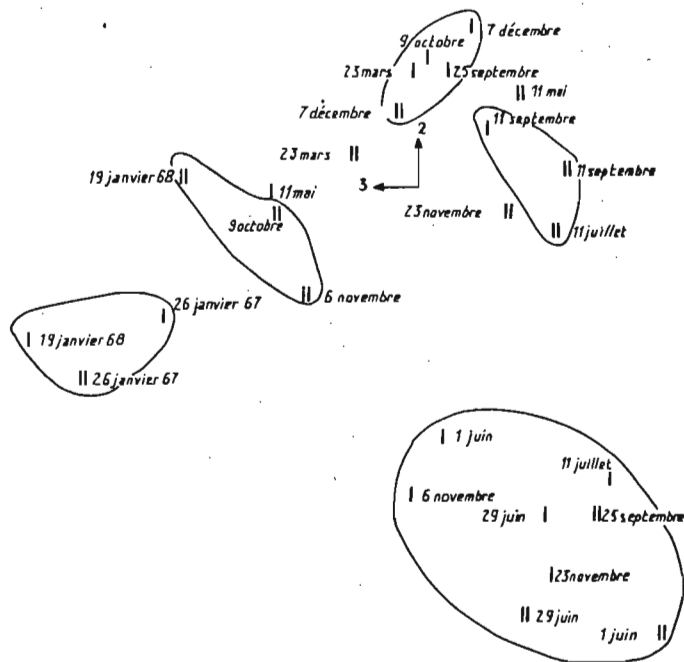 I 7 décembre
9 octobre
I
23 mars I
I 25 septembre
II 11 mai
7 décembre II
I 11 septembre
2
23 mars II
II 11 septembre
19 janvier 68 II
3
I 11 mai
9 octobre II
23 novembre II
II 11 juillet
II 6 novembre
I 26 janvier 67
I 19 janvier 68
II 26 janvier 67
I 1 juin
11 juillet
I
I 6 novembre
29 juin I
II 25 septembre
I 23 novembre
II 29 juin
1 juin II